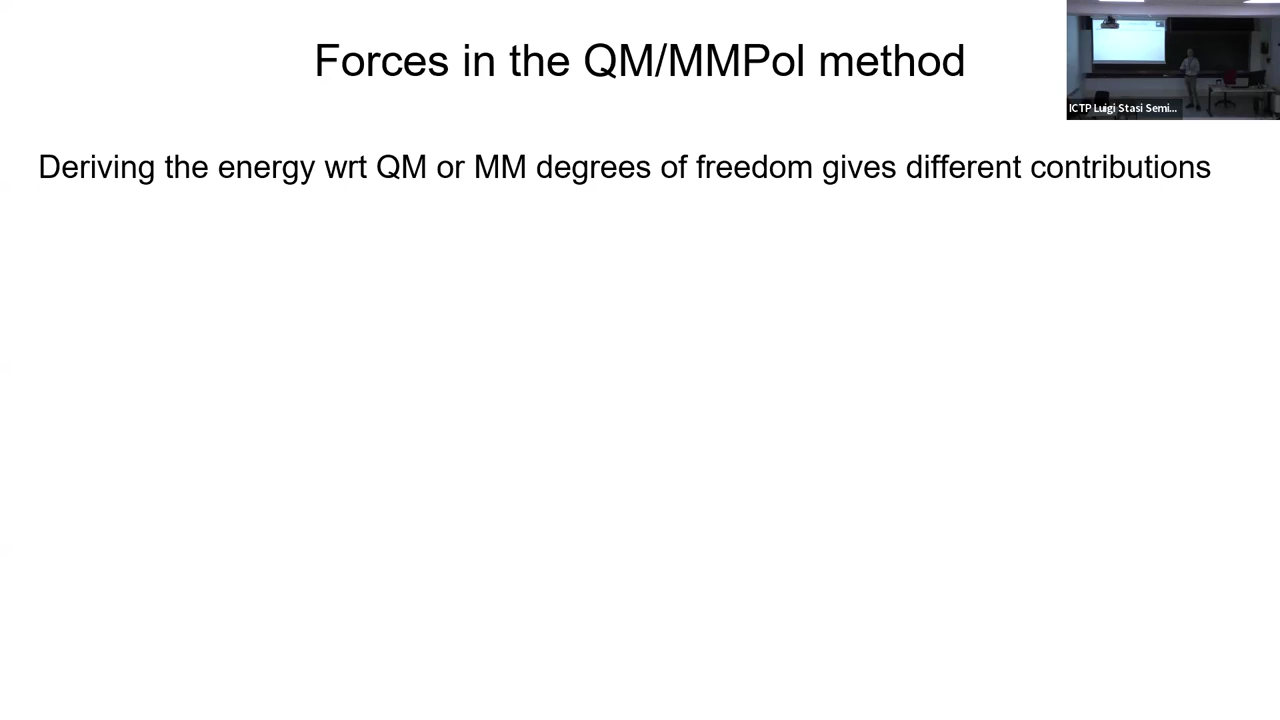 Forces in the QM/MMPol method
ICTP Luigi Stasi Semi...
Deriving the energy wrt QM or MM degrees of freedom gives different contributions